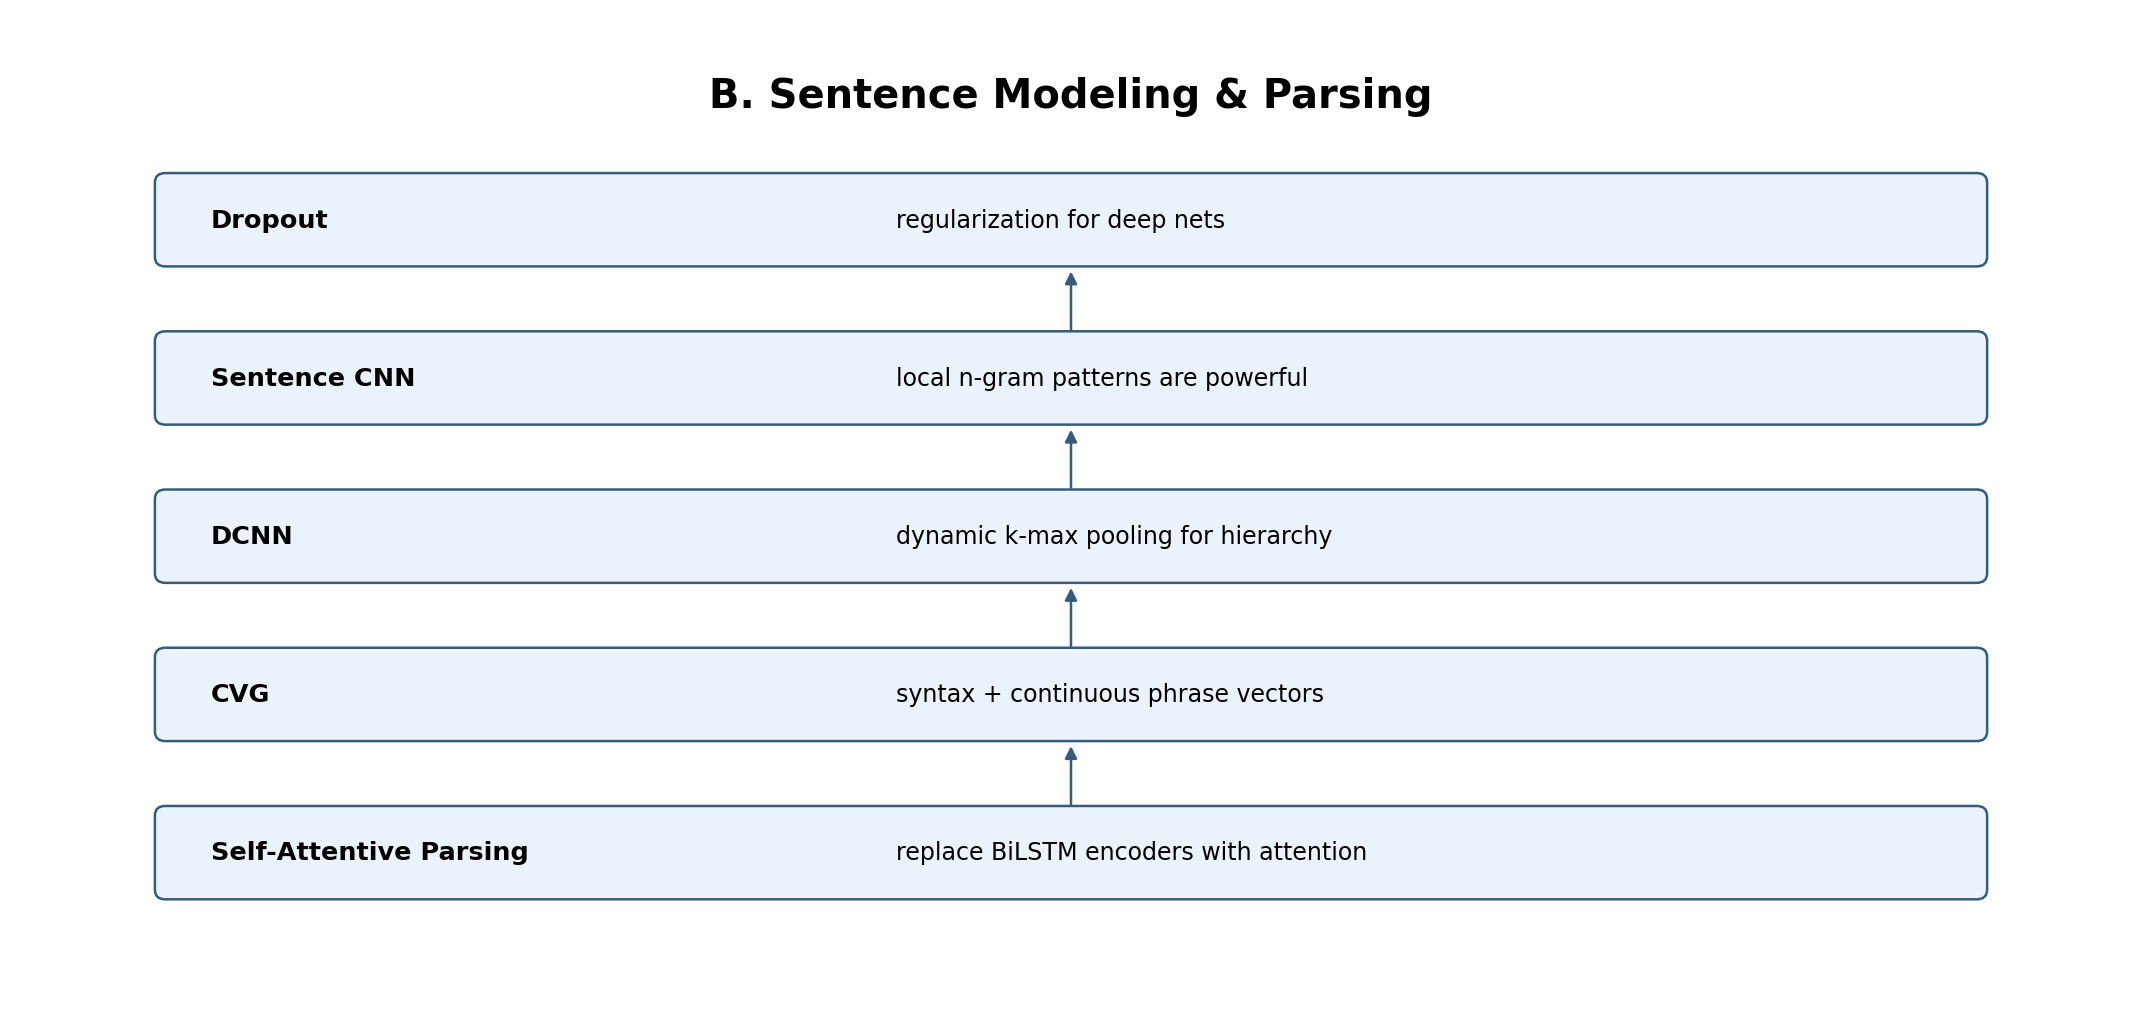 B. Sentence Modeling & Parsing
Dropout regularization for deep nets
Sentence CNN local n-gram patterns are powerful
DCNN dynamic k-max pooling for hierarchy
CVG syntax + continuous phrase vectors
Self-Attentive Parsing replace BiLSTM encoders with attention